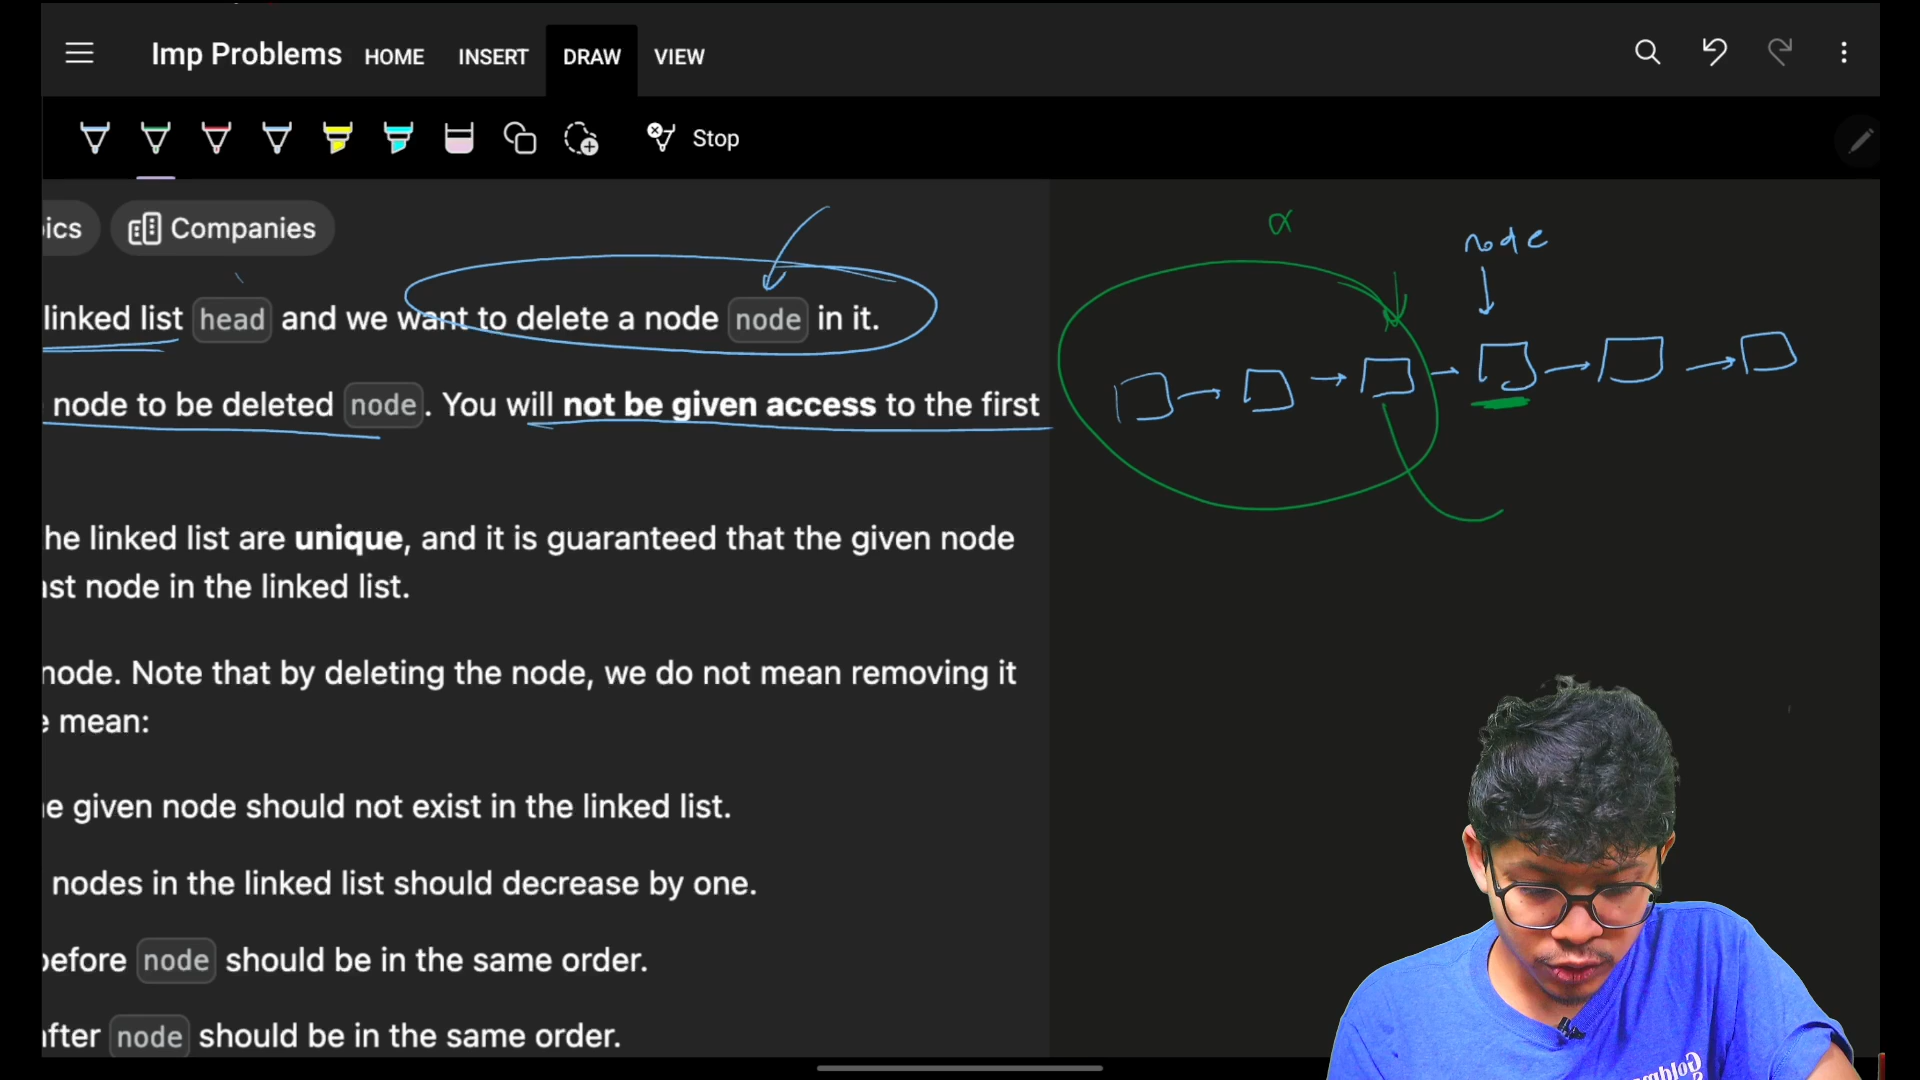 Imp Problems HOME INSERT DRAW VIEW
Stop
ics Companies
linked list head and we want to delete a node node in it.
node to be deleted node. You will not be given access to the first
he linked list are unique, and it is guaranteed that the given node
st node in the linked list.
node. Note that by deleting the node, we do not mean removing it
e mean:
e given node should not exist in the linked list.
nodes in the linked list should decrease by one.
before node should be in the same order.
after node should be in the same order.
α
node